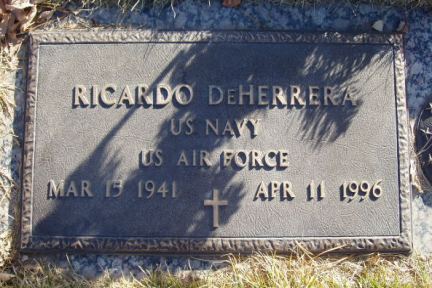 RICARDO DEHERRERA
US NAVY
US AIR FORCE
MAR 15 1941 APR 11 1996